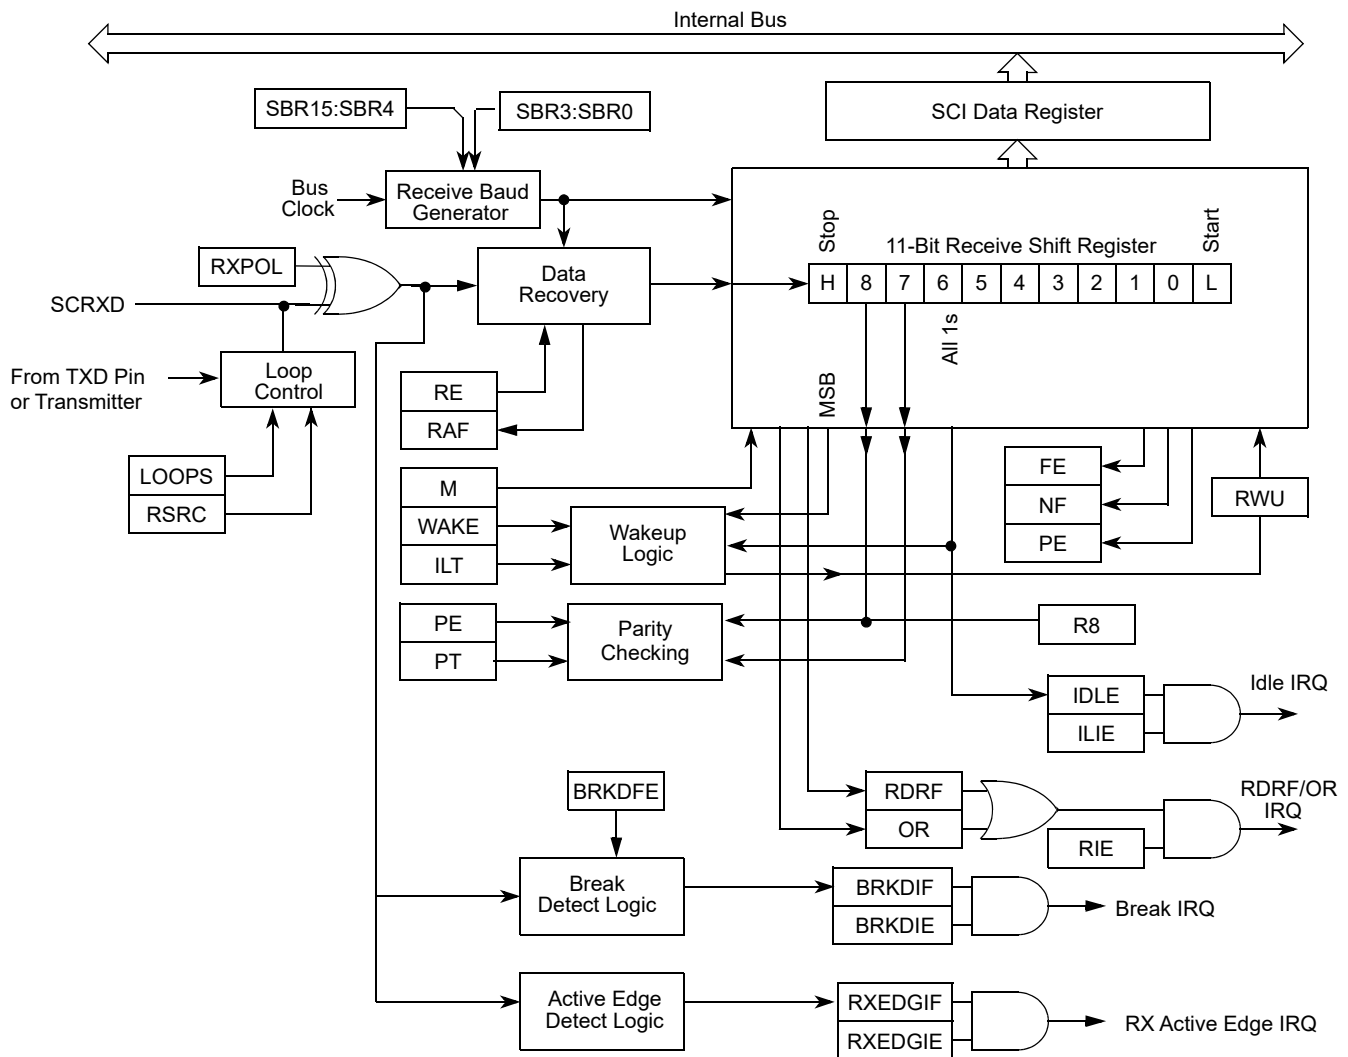 Internal Bus
SBR15:SBR4
SBR3:SBR0
SCI Data Register
Bus
Clock
Receive Baud
Generator
Stop
11-Bit Receive Shift Register
Start
RXPOL
Data
Recovery
H 8 7 6 5 4 3 2 1 0 L
SCRXD
All 1s
From TXD Pin
or Transmitter
Loop
Control
MSB
RE
RAF
LOOPS
RSRC
M
WAKE
ILT
Wakeup
Logic
FE
NF
PE
RWU
PE
PT
Parity
Checking
R8
IDLE
ILIE
Idle IRQ
BRKDFE
RDRF
OR
RIE
RDRF/OR
IRQ
Break
Detect Logic
BRKDIF
BRKDIE
Break IRQ
Active Edge
Detect Logic
RXEDGIF
RXEDGIE
RX Active Edge IRQ